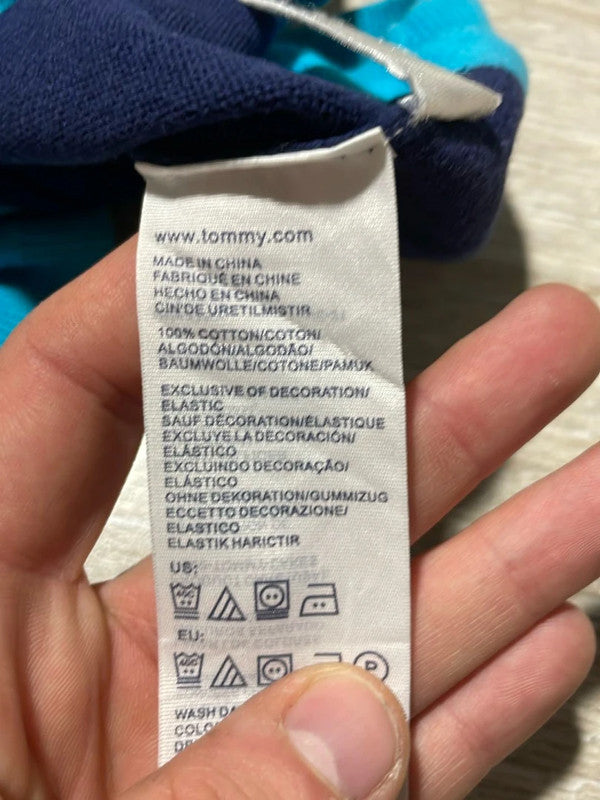 www.tommy.com
MADE IN CHINA
FABRIQUÉ EN CHINE
HECHO EN CHINA
CIN'DE URETILMISTIR
100% COTTON/COTON/
ALGODÓN/ALGODÃO/
BAUMWOLLE/COTONE/PAMUK
EXCLUSIVE OF DECORATION/
ELASTIC
SAUF DÉCORATION/ÉLASTIQUE
EXCLUYE LA DECORACIÓN/
ELÁSTICO
EXCLUINDO DECORAÇÃO/
ELÁSTICO
OHNE DEKORATION/GUMMIZUG
ECCETTO DECORAZIONE/
ELASTICO
ELASTIK HARICTIR
US:
40C
EU:
40C
P
WASH